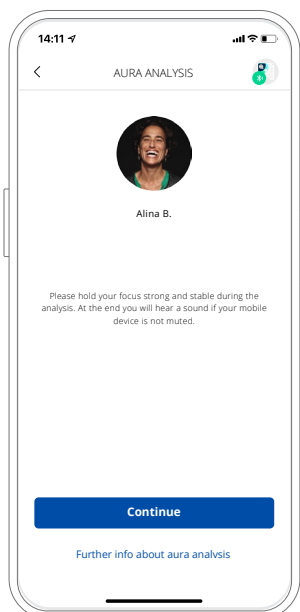 14:11
AURA ANALYSIS
Alina B.
Please hold your focus strong and stable during the
analysis. At the end you will hear a sound if your mobile
device is not muted.
Continue
Further info about aura analysis